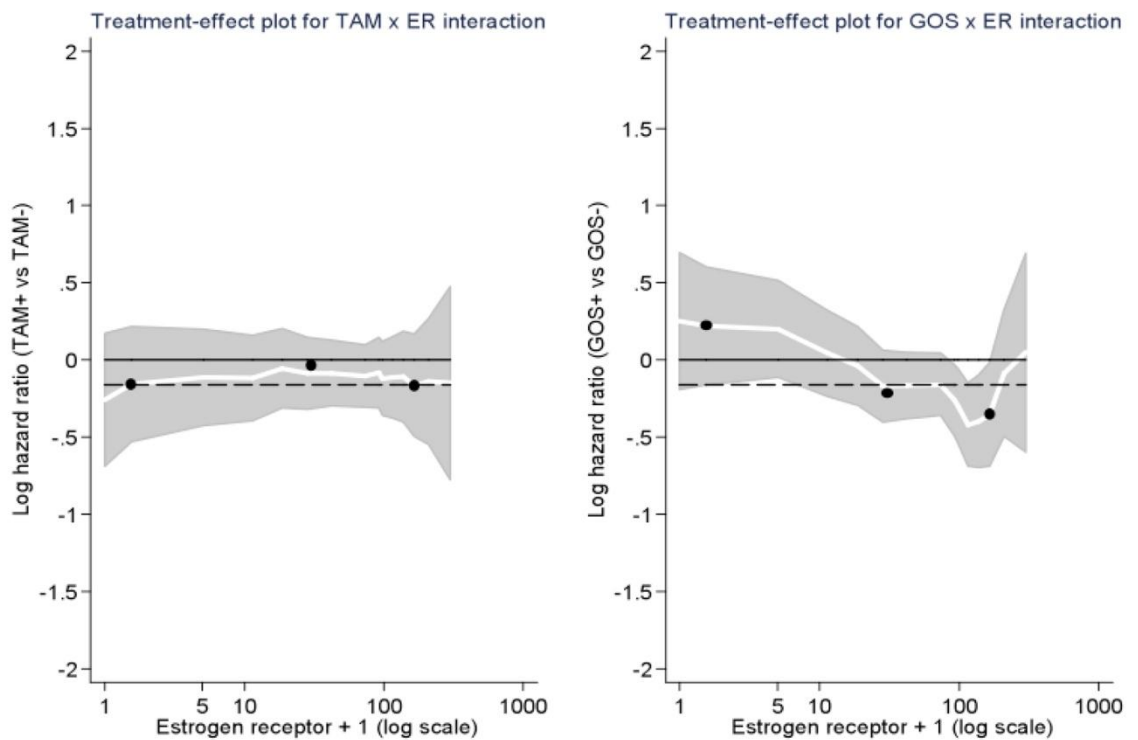 Treatment-effect plot for TAM x ER interaction
Log hazard ratio (TAM+ vs TAM-)
2
1.5
1
.5
0
-.5
-1
-1.5
-2
1 5 10 100 1000
Estrogen receptor + 1 (log scale)
Treatment-effect plot for GOS x ER interaction
Log hazard ratio (GOS+ vs GOS-)
2
1.5
1
.5
0
-.5
-1
-1.5
-2
1 5 10 100 1000
Estrogen receptor + 1 (log scale)